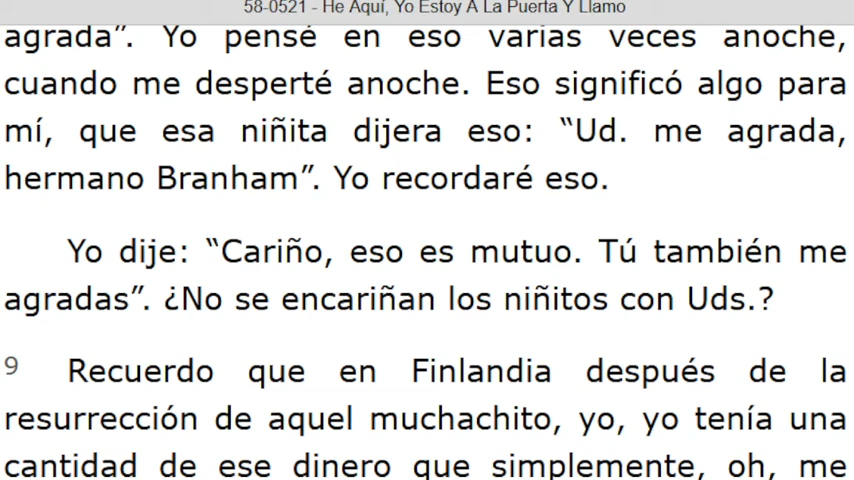 58-0521 - He Aquí, Yo Estoy A La Puerta Y Llamo
agrada”. Yo pensé en eso varias veces anoche,
cuando me desperté anoche. Eso significó algo para
mí, que esa niñita dijera eso: “Ud. me agrada,
hermano Branham”. Yo recordaré eso.
Yo dije: “Cariño, eso es mutuo. Tú también me
agradas”. ¿No se encariñan los niñitos con Uds.?
9 Recuerdo que en Finlandia después de la
resurrección de aquel muchachito, yo, yo tenía una
cantidad de ese dinero que simplemente, oh, me